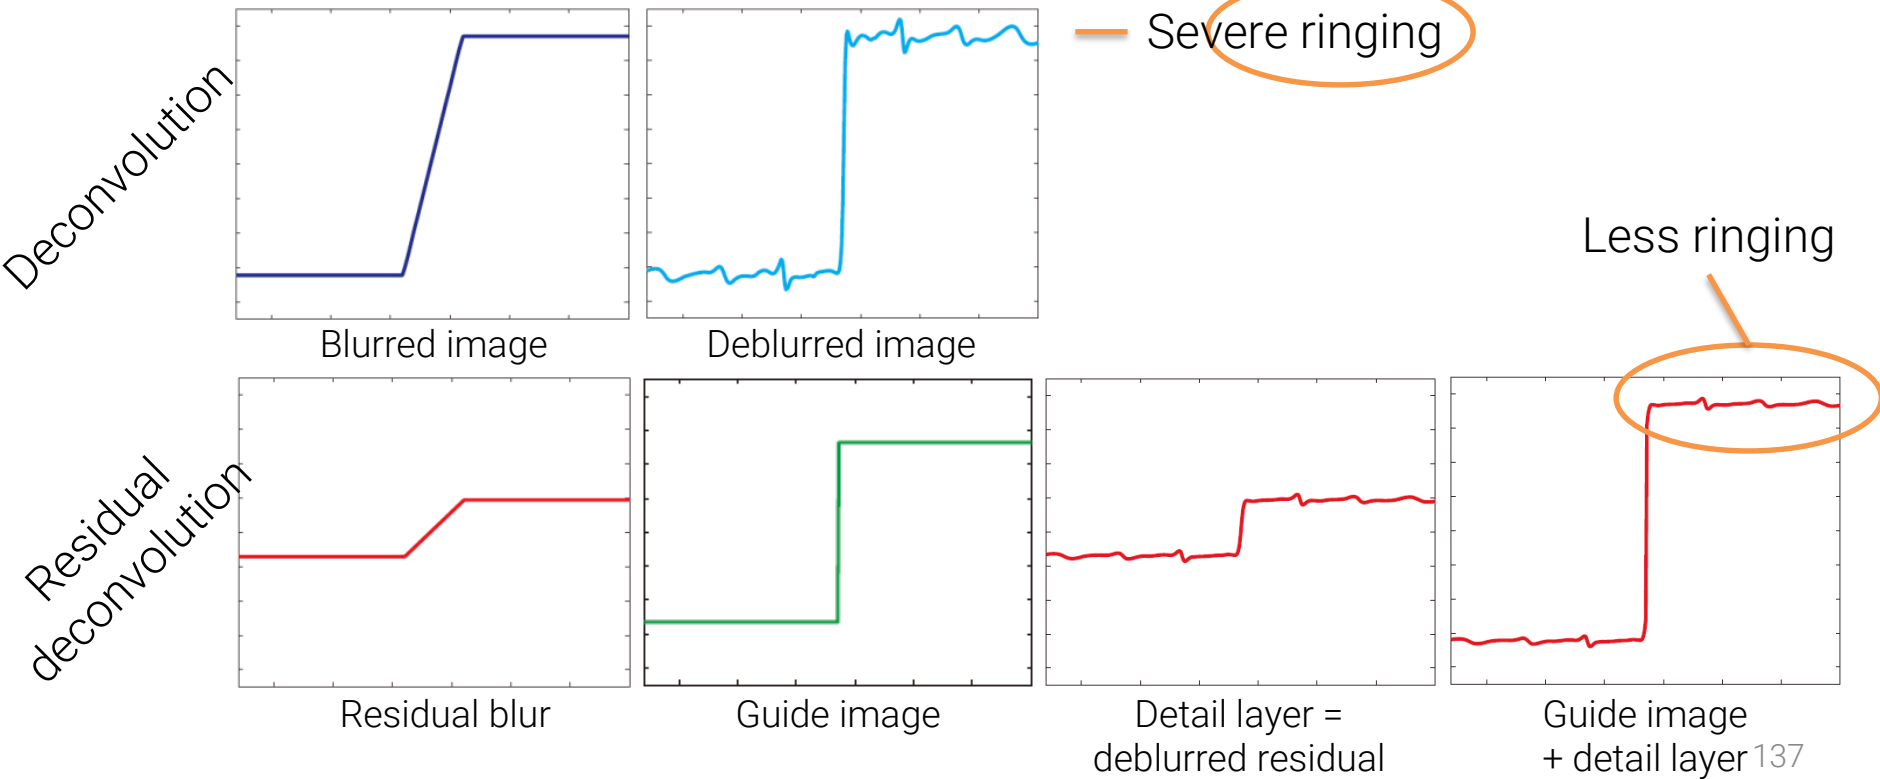 Deconvolution
Severe ringing
Blurred image
Deblurred image
Less ringing
Residual
deconvolution
Residual blur
Guide image
Detail layer =
deblurred residual
Guide image
+ detail layer
137